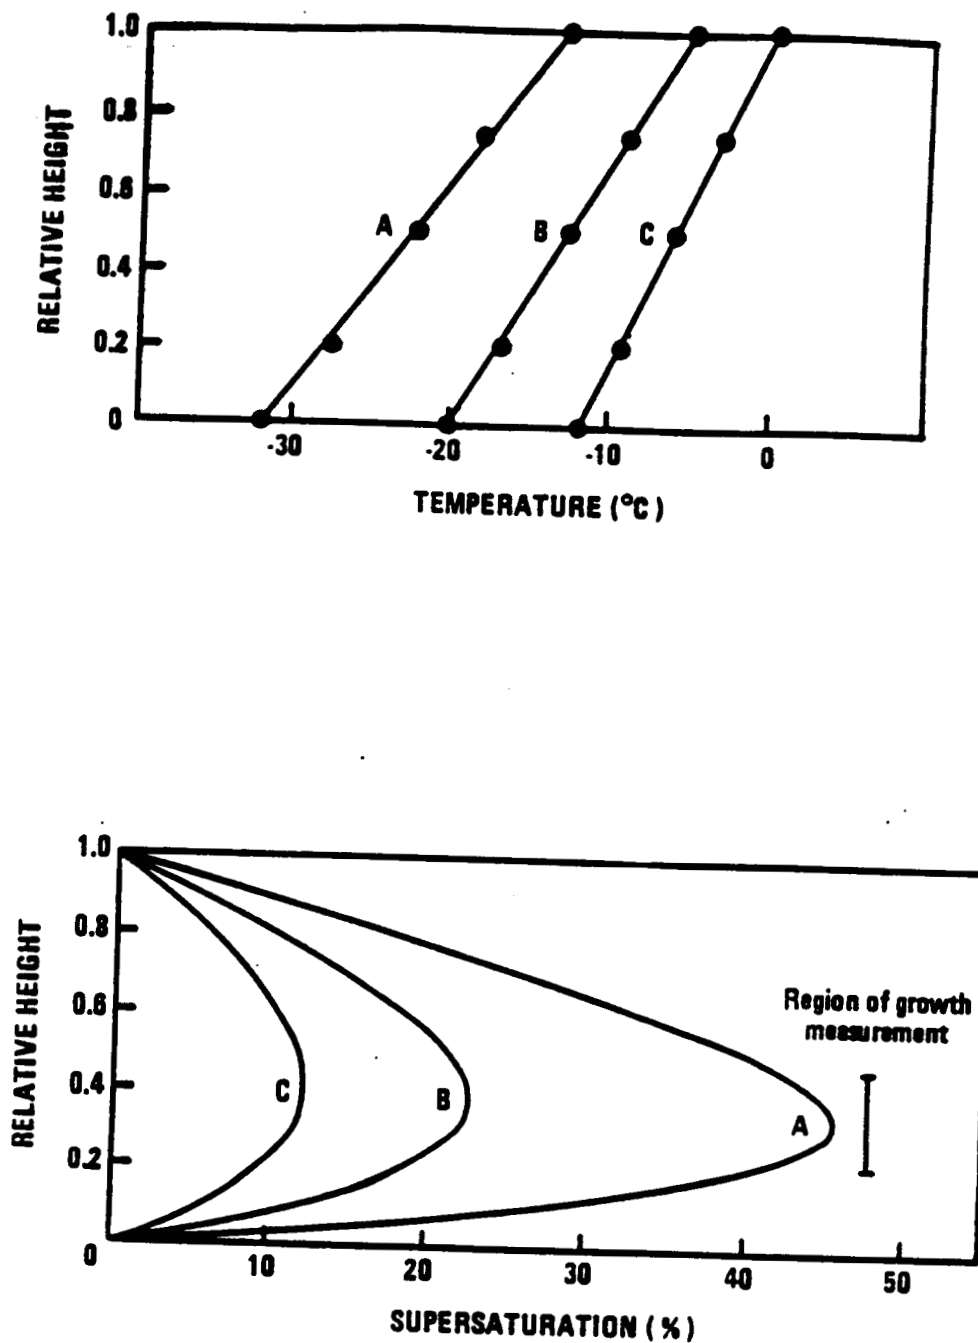 1.0
0.8
0.6
0.4
0.2
0
RELATIVE HEIGHT
A
B
C
-30
-20
-10
0
TEMPERATURE (°C)
1.0
0.8
0.6
0.4
0.2
0
RELATIVE HEIGHT
Region of growth
measurement
C
B
A
10
20
30
40
50
SUPERSATURATION (%)